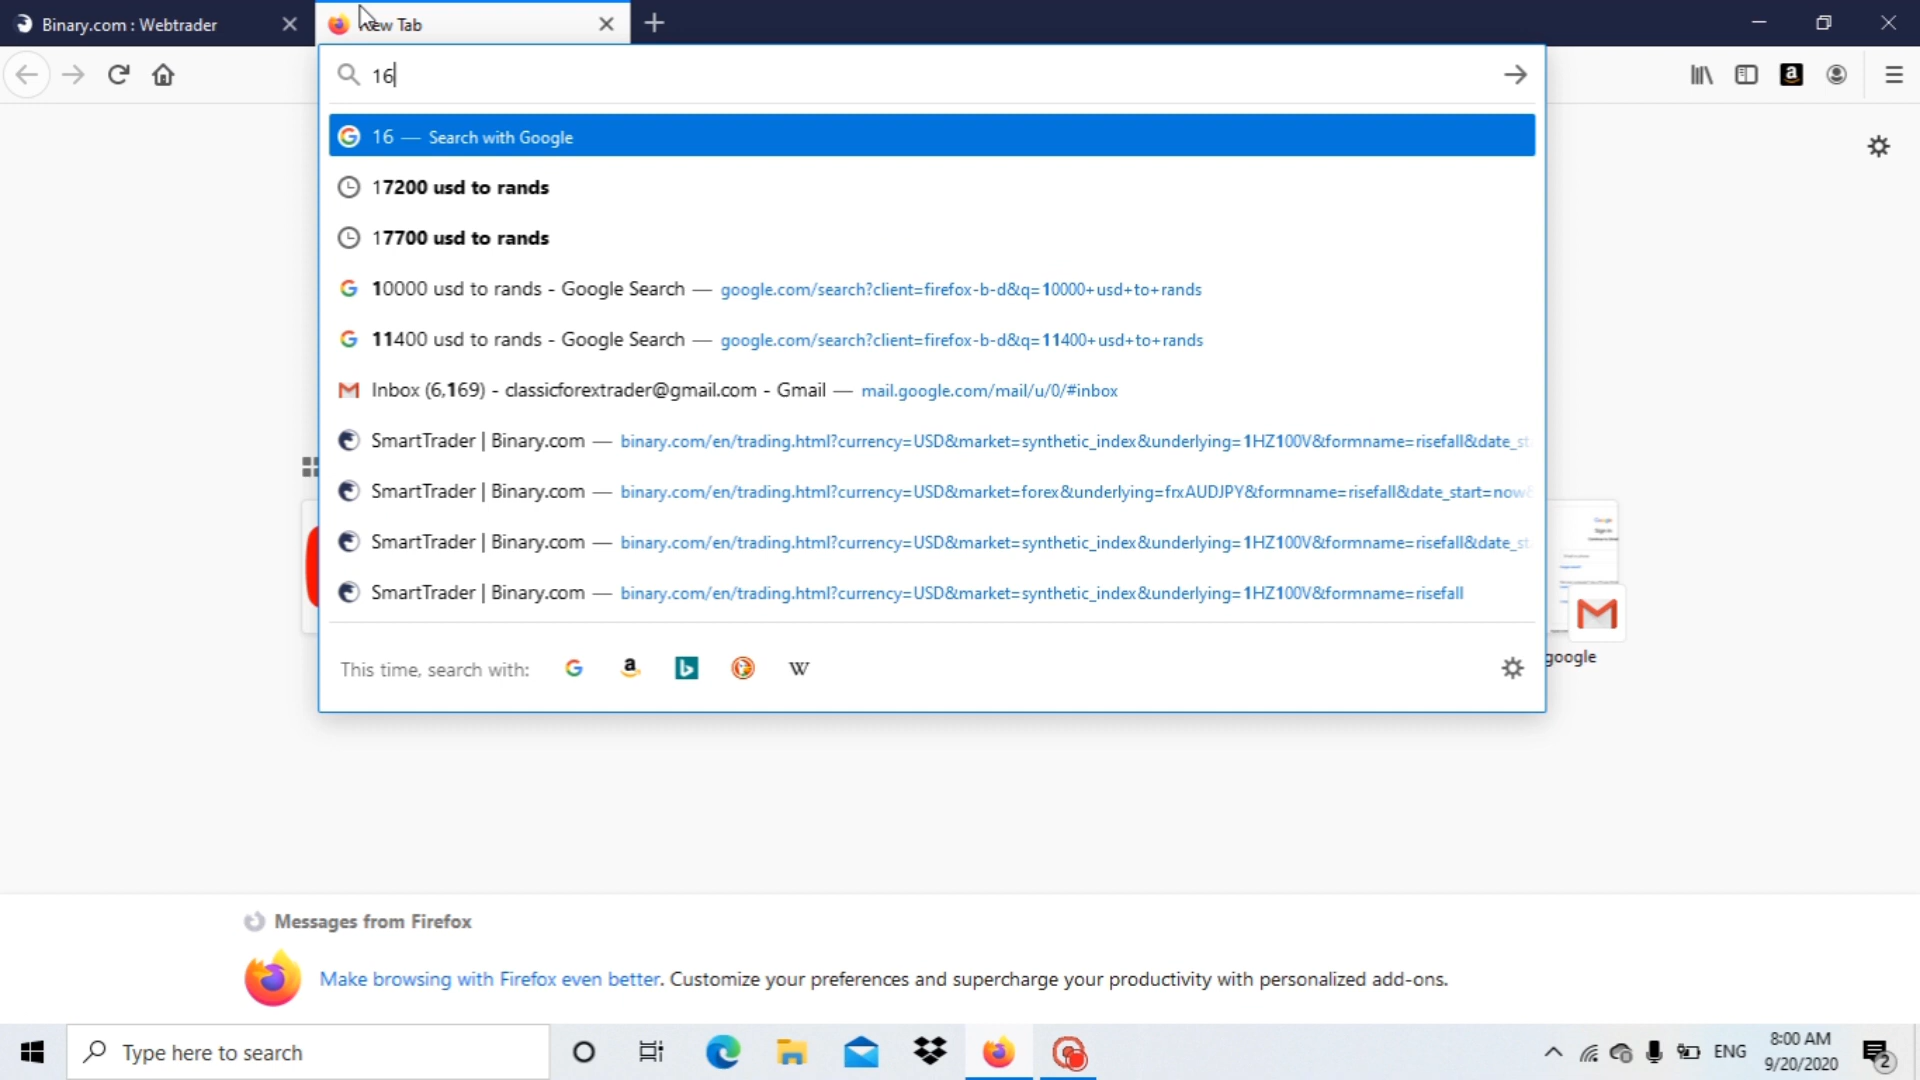 Binary.com : Webtrader
New Tab
16
16 — Search with Google
17200 usd to rands
17700 usd to rands
10000 usd to rands - Google Search — google.com/search?client=firefox-b-d&q=10000+usd+to+rands
11400 usd to rands - Google Search — google.com/search?client=firefox-b-d&q=11400+usd+to+rands
Inbox (6,169) - classicforextrader@gmail.com - Gmail — mail.google.com/mail/u/0/#inbox
SmartTrader | Binary.com — binary.com/en/trading.html?currency=USD&market=synthetic_index&underlying=1HZ100V&formname=risefall&date_st
SmartTrader | Binary.com — binary.com/en/trading.html?currency=USD&market=forex&underlying=frxAUDJPY&formname=risefall&date_start=now&
SmartTrader | Binary.com — binary.com/en/trading.html?currency=USD&market=synthetic_index&underlying=1HZ100V&formname=risefall&date_st
SmartTrader | Binary.com — binary.com/en/trading.html?currency=USD&market=synthetic_index&underlying=1HZ100V&formname=risefall
This time, search with:
google
Messages from Firefox
Make browsing with Firefox even better. Customize your preferences and supercharge your productivity with personalized add-ons.
Type here to search
ENG
8:00 AM
9/20/2020
2